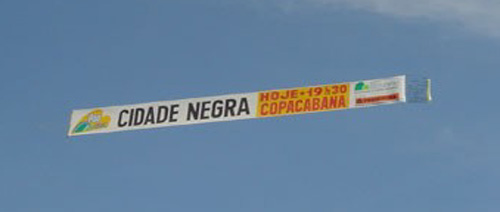 CIDADE NEGRA
HOJE · 19h30
COPACABANA